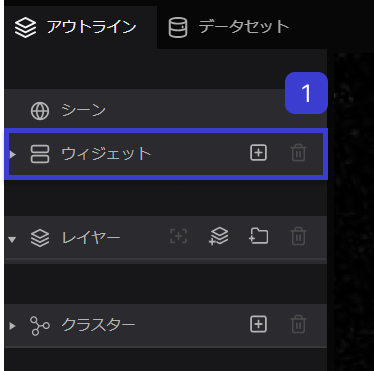 アウトライン データセット
1
シーン
ウィジェット
レイヤー
クラスター